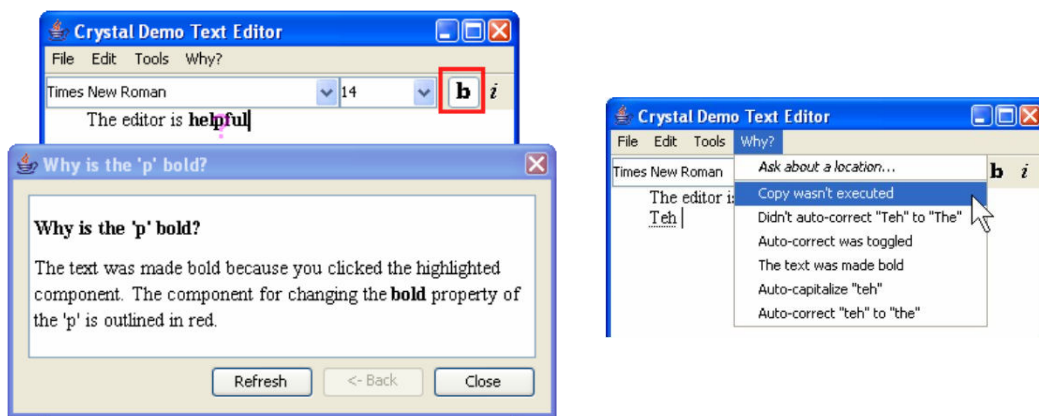 Crystal Demo Text Editor
File Edit Tools Why?
Times New Roman 14 b i
The editor is helpful
?
Why is the 'p' bold?
Why is the 'p' bold?
The text was made bold because you clicked the highlighted
component. The component for changing the bold property of
the 'p' is outlined in red.
Refresh <- Back Close
Crystal Demo Text Editor
File Edit Tools Why?
Times New Roman b i
The editor is
Teh
Ask about a location...
Copy wasn't executed
Didn't auto-correct "Teh" to "The"
Auto-correct was toggled
The text was made bold
Auto-capitalize "teh"
Auto-correct "teh" to "the"